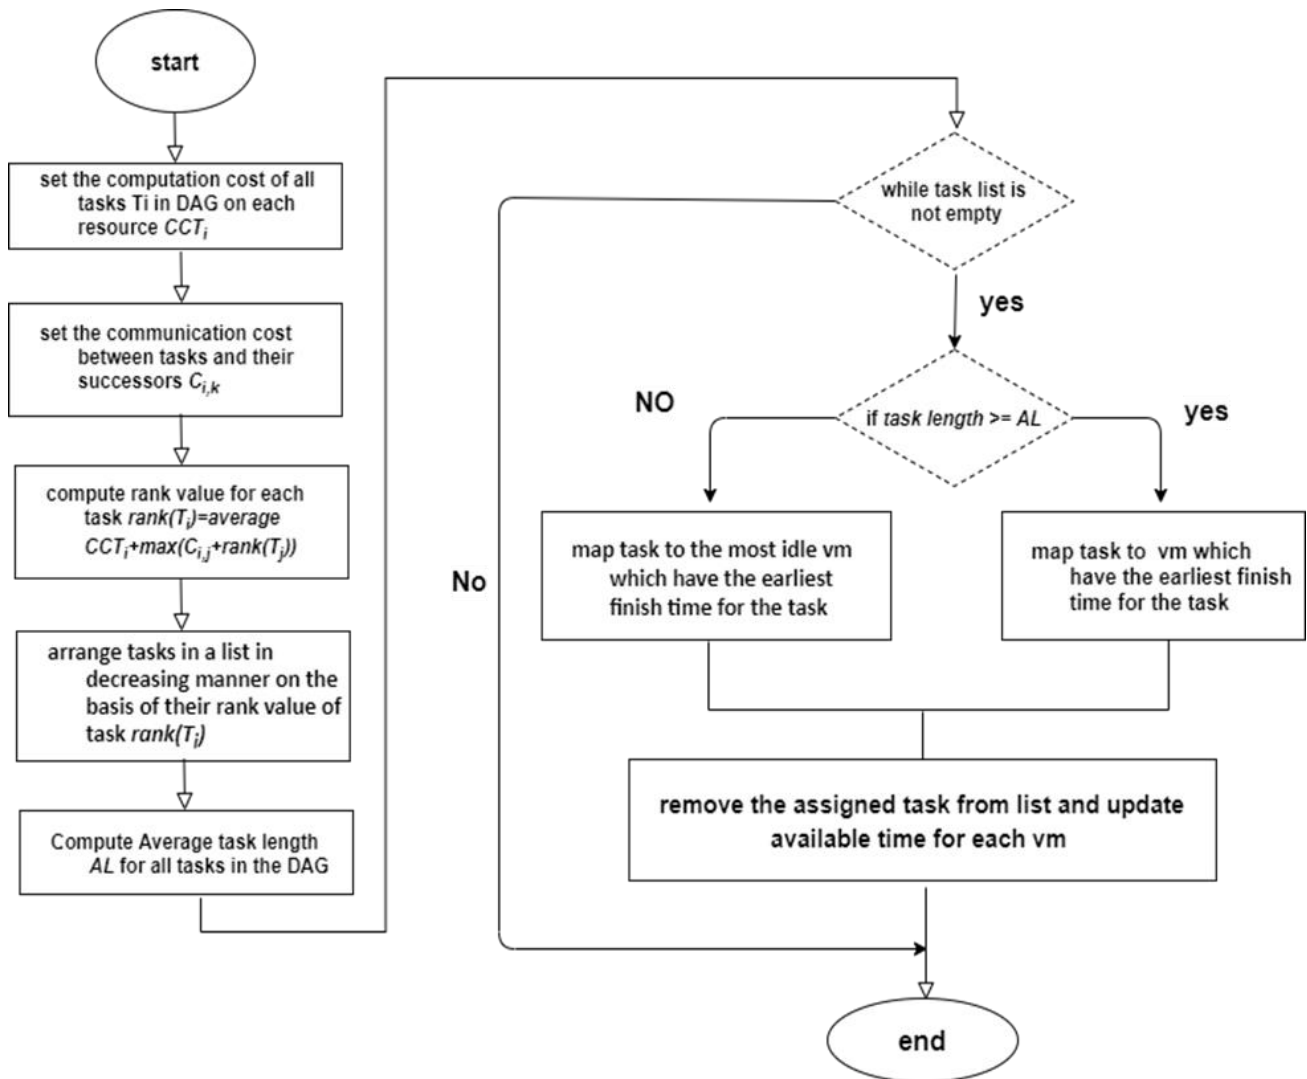 start
set the computation cost of all
tasks Ti in DAG on each
resource CCTi
set the communication cost
between tasks and their
successors Ci,k
compute rank value for each
task rank(Ti)=average
CCTi+max(Ci,j+rank(Tj))
arrange tasks in a list in
decreasing manner on the
basis of their rank value of
task rank(Ti)
Compute Average task length
AL for all tasks in the DAG
while task list is
not empty
yes
No
if task length >= AL
NO
yes
map task to the most idle vm
which have the earliest
finish time for the task
map task to vm which
have the earliest finish
time for the task
remove the assigned task from list and update
available time for each vm
end